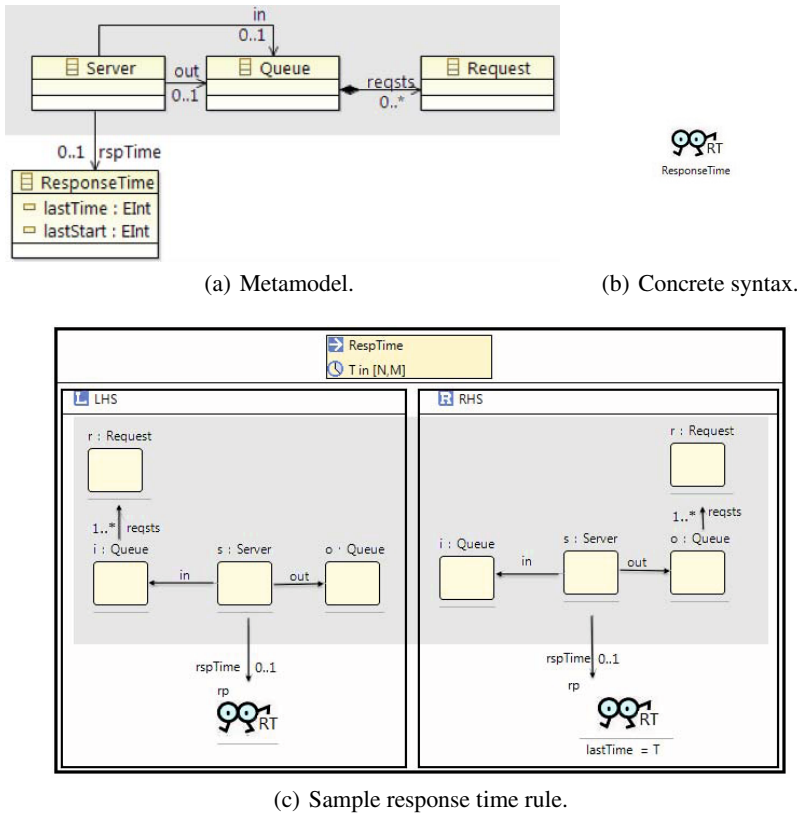 in
0..1
Server
out
0..1
Queue
reqsts
0..*
Request
0..1 rspTime
ResponseTime
lastTime : EInt
lastStart : EInt
RT
ResponseTime
(a) Metamodel.
(b) Concrete syntax.
RespTime
T in [N,M]
L LHS
r : Request
1..* reqsts
i : Queue
s : Server
o : Queue
in
out
rspTime 0..1
rp
RT
R RHS
r : Request
1..* reqsts
i : Queue
s : Server
o : Queue
in
out
rspTime 0..1
rp
RT
lastTime = T
(c) Sample response time rule.